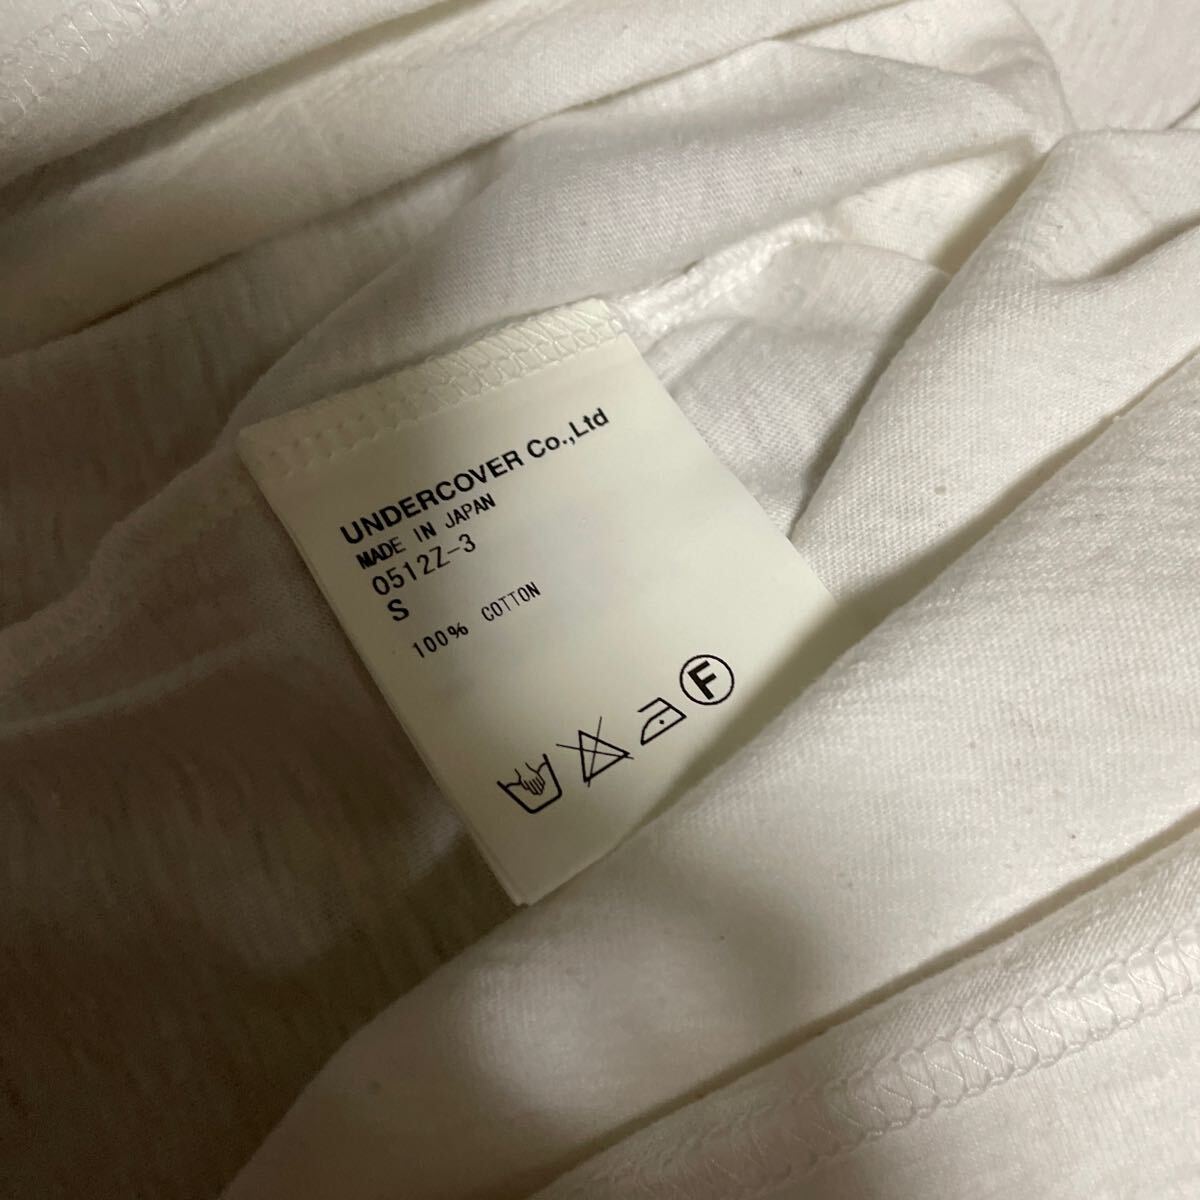 UNDERCOVER Co.,Ltd
MADE IN JAPAN
0512Z-3
S
100% COTTON
F